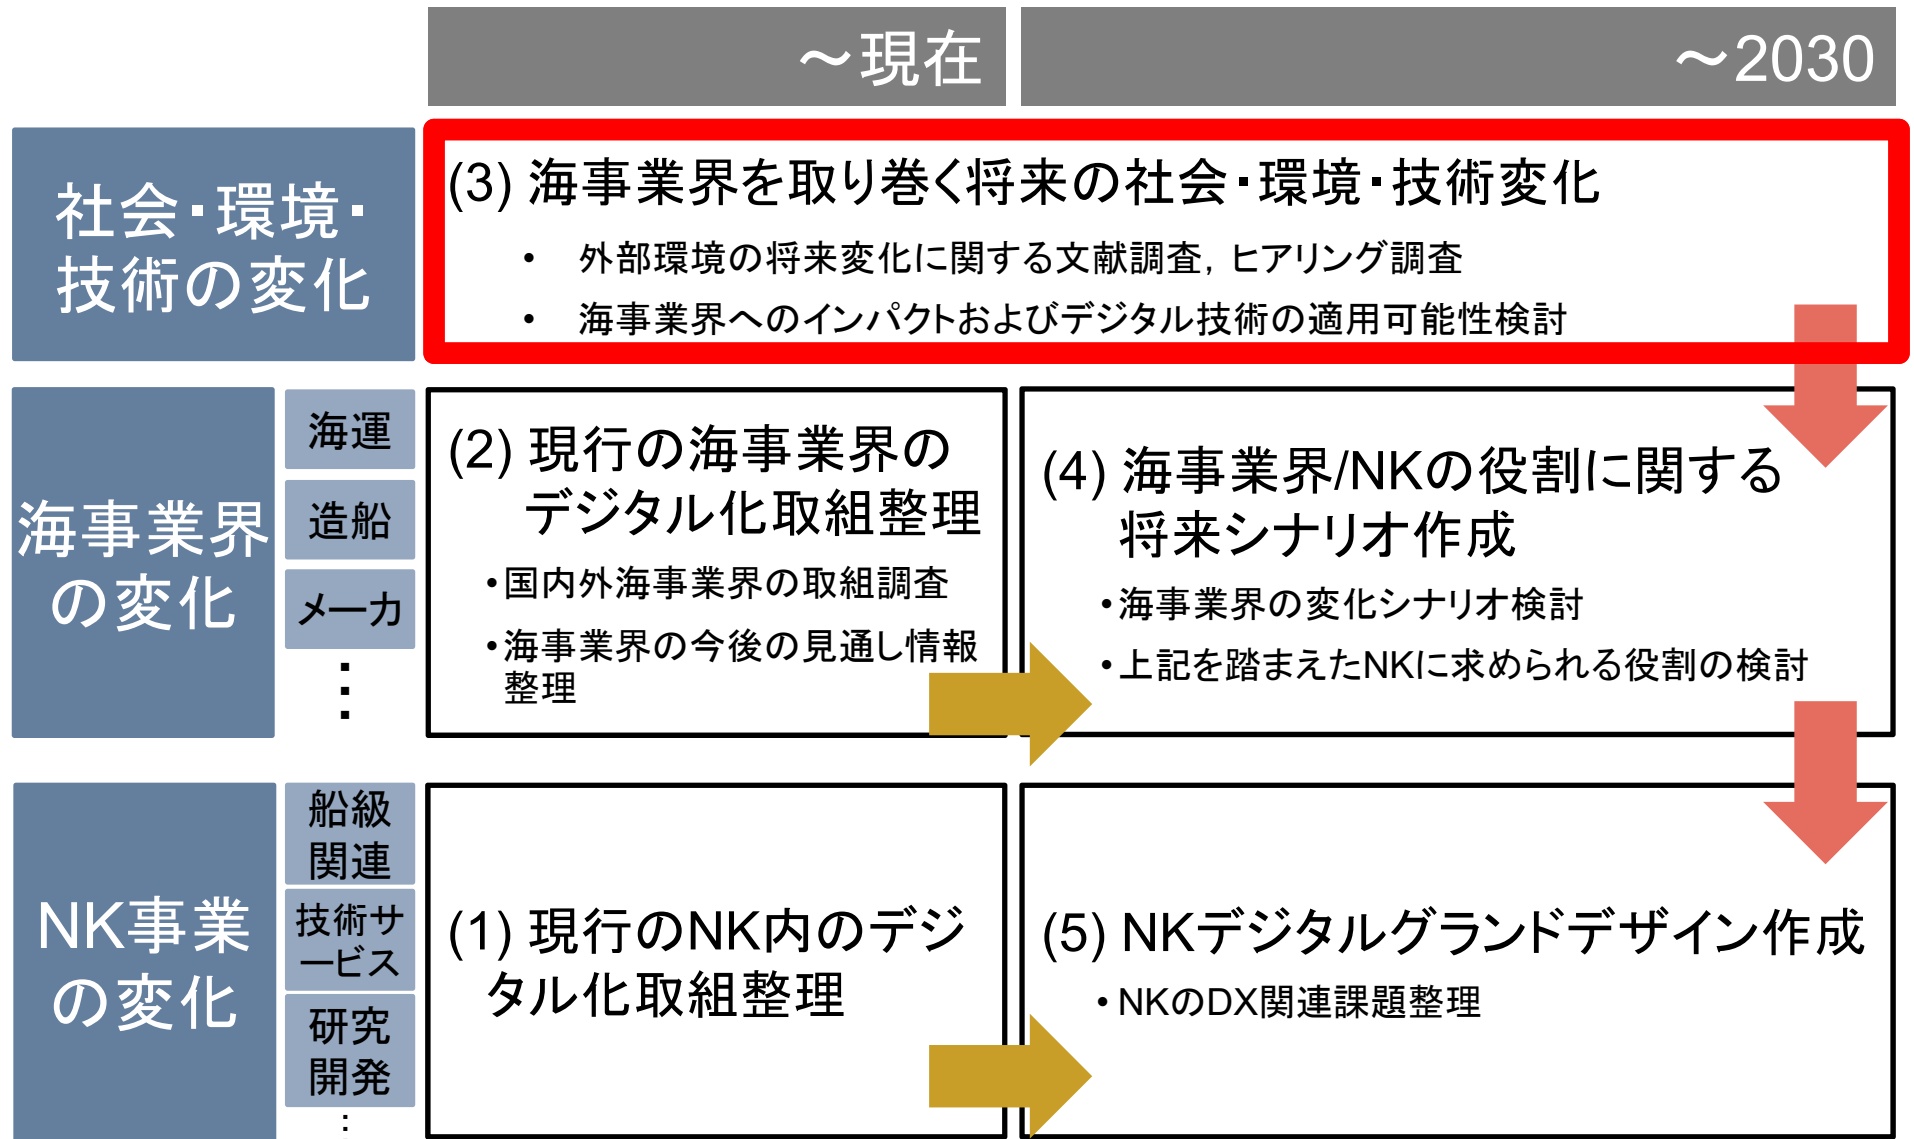 ～現在
～2030
社会・環境・
技術の変化
(3) 海事業界を取り巻く将来の社会・環境・技術変化
• 外部環境の将来変化に関する文献調査，ヒアリング調査
• 海事業界へのインパクトおよびデジタル技術の適用可能性検討
海事業界
の変化
海運
造船
メーカ
⋮
(2) 現行の海事業界の
デジタル化取組整理
•国内外海事業界の取組調査
•海事業界の今後の見通し情報
整理
(4) 海事業界/NKの役割に関する
将来シナリオ作成
•海事業界の変化シナリオ検討
•上記を踏まえたNKに求められる役割の検討
NK事業
の変化
船級
関連
技術サ
ービス
研究
開発
⋮
(1) 現行のNK内のデジ
タル化取組整理
(5) NKデジタルグランドデザイン作成
•NKのDX関連課題整理